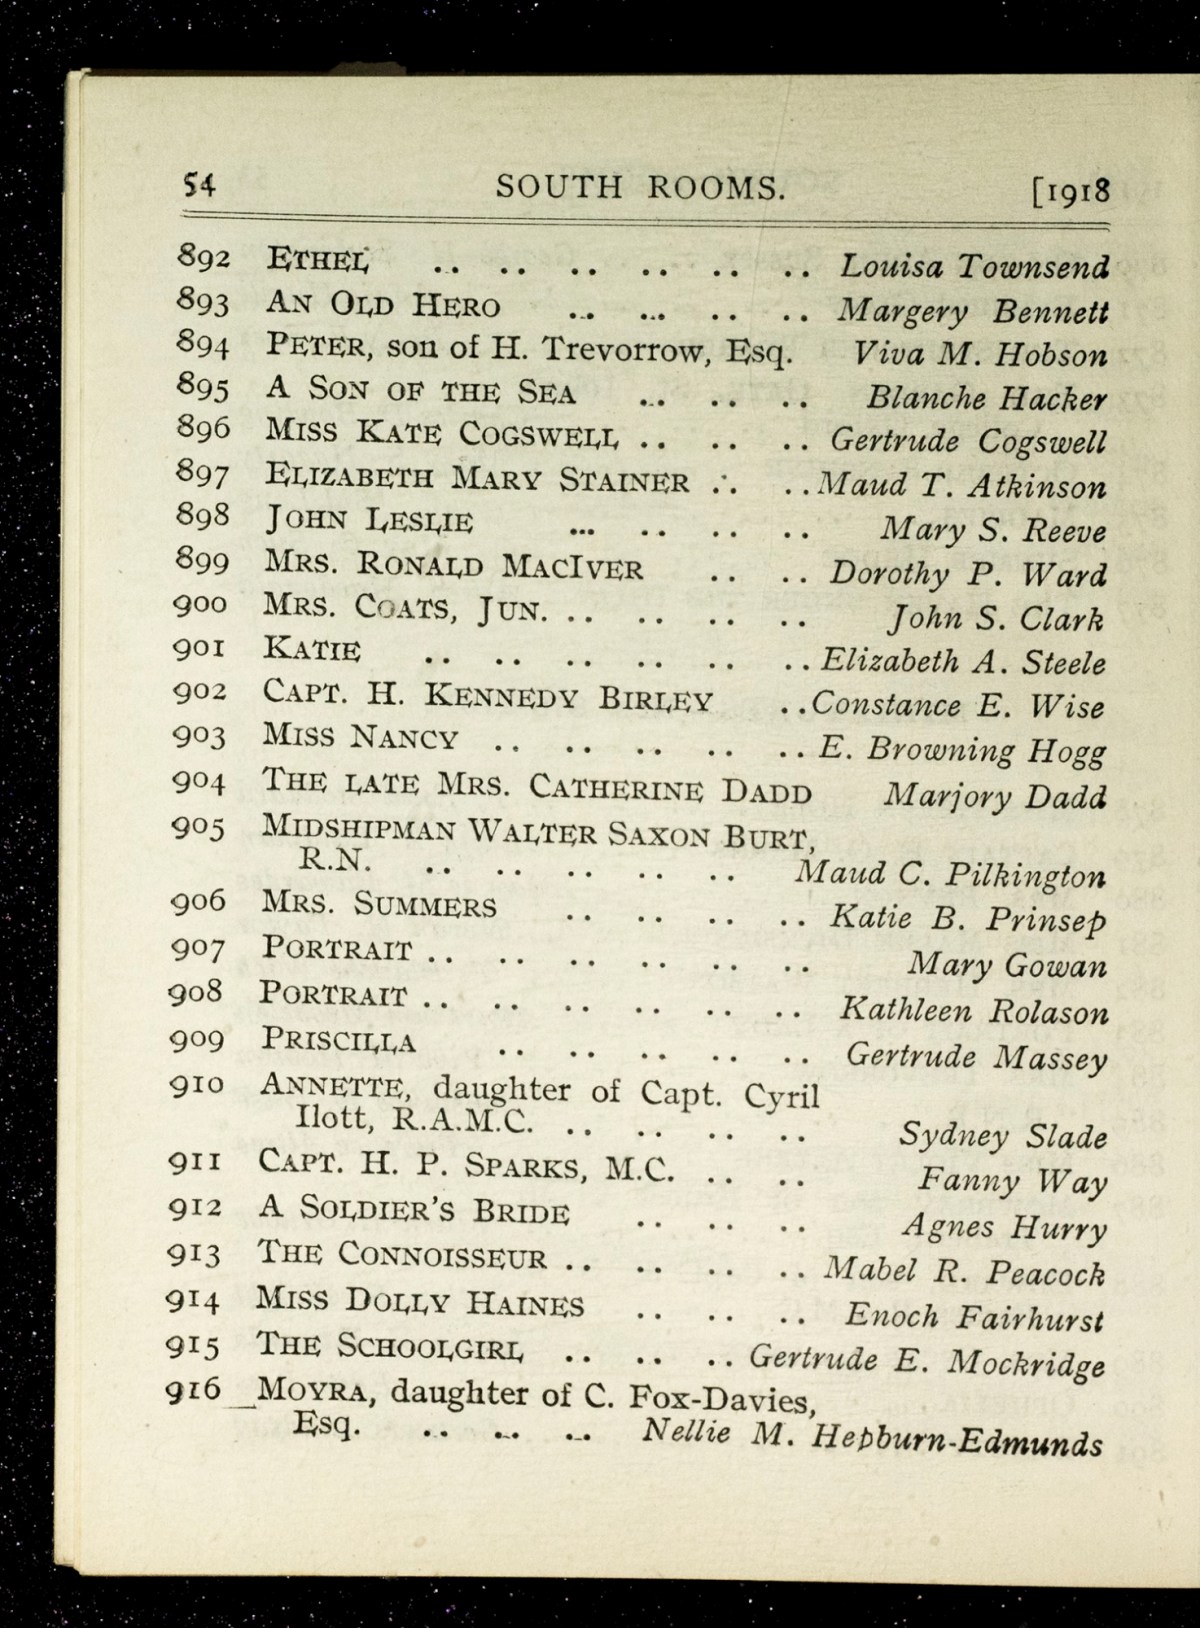 54 SOUTH ROOMS. [1918
892 ETHEL .. .. .. .. .. .. Louisa Townsend
893 AN OLD HERO .. .. .. .. Margery Bennett
894 PETER, son of H. Trevorrow, Esq. Viva M. Hobson
895 A SON OF THE SEA .. .. .. Blanche Hacker
896 MISS KATE COGSWELL .. .. .. Gertrude Cogswell
897 ELIZABETH MARY STAINER .. .. Maud T. Atkinson
898 JOHN LESLIE ... .. .. .. Mary S. Reeve
899 MRS. RONALD MACIVER .. .. Dorothy P. Ward
900 MRS. COATS, JUN. .. .. .. .. John S. Clark
901 KATIE .. .. .. .. .. .. Elizabeth A. Steele
902 CAPT. H. KENNEDY BIRLEY .. Constance E. Wise
903 MISS NANCY .. .. .. .. .. E. Browning Hogg
904 THE LATE MRS. CATHERINE DADD Marjory Dadd
905 MIDSHIPMAN WALTER SAXON BURT,
R.N. .. .. .. .. .. Maud C. Pilkington
906 MRS. SUMMERS .. .. .. .. Katie B. Prinsep
907 PORTRAIT .. .. .. .. .. .. Mary Gowan
908 PORTRAIT .. .. .. .. .. .. Kathleen Rolason
909 PRISCILLA .. .. .. .. .. Gertrude Massey
910 ANNETTE, daughter of Capt. Cyril
Ilott, R.A.M.C. .. .. .. .. Sydney Slade
911 CAPT. H. P. SPARKS, M.C. .. .. Fanny Way
912 A SOLDIER'S BRIDE .. .. .. Agnes Hurry
913 THE CONNOISSEUR .. .. .. .. Mabel R. Peacock
914 MISS DOLLY HAINES .. .. .. Enoch Fairhurst
915 THE SCHOOLGIRL .. .. .. Gertrude E. Mockridge
916 MOYRA, daughter of C. Fox-Davies,
Esq. .. .. .. Nellie M. Hepburn-Edmunds